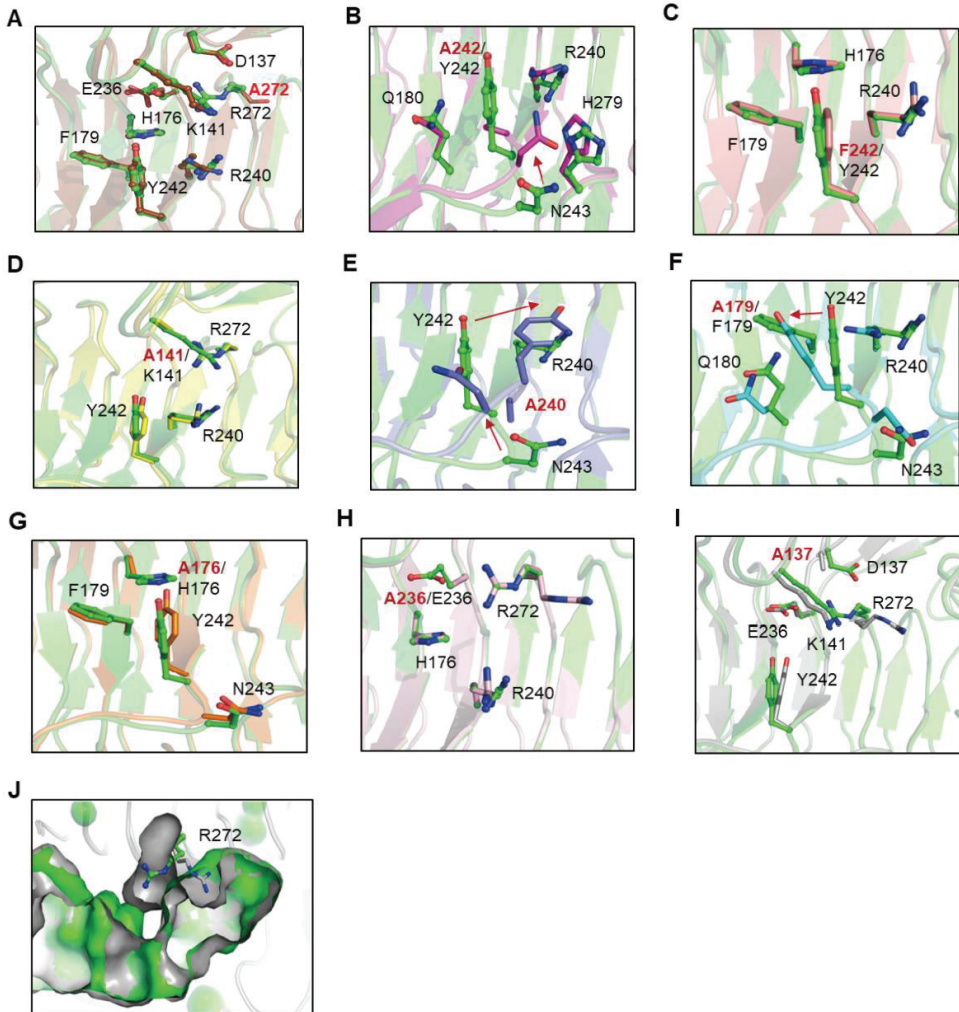 A
D137
E236
A272
H176
R272
K141
F179
R240
Y242
B
A242/
Y242
R240
Q180
H279
N243
C
H176
R240
F179
F242/
Y242
D
R272
A141/
K141
Y242
R240
E
Y242
R240
A240
N243
F
A179/
F179
Y242
Q180
R240
N243
G
A176/
H176
F179
Y242
N243
H
A236/E236
R272
H176
R240
I
A137
D137
R272
E236
K141
Y242
J
R272